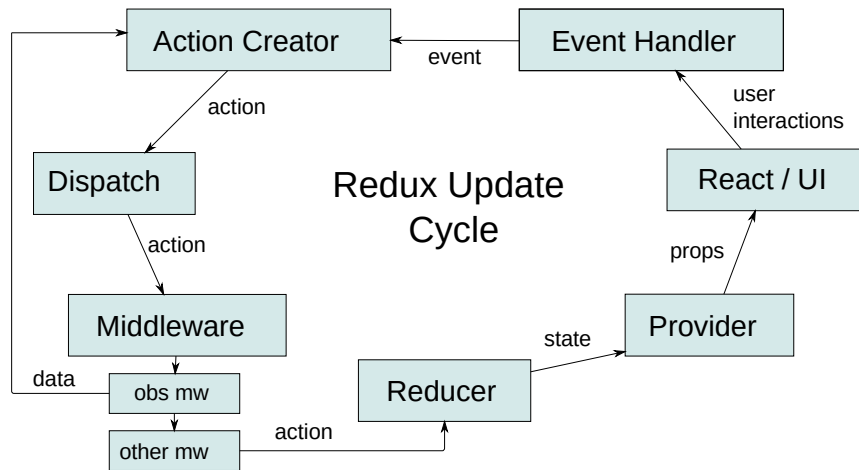 Action Creator
Event Handler
event
user
interactions
action
Dispatch
React / UI
Redux Update
Cycle
action
props
Middleware
Provider
state
data
obs mw
Reducer
other mw
action